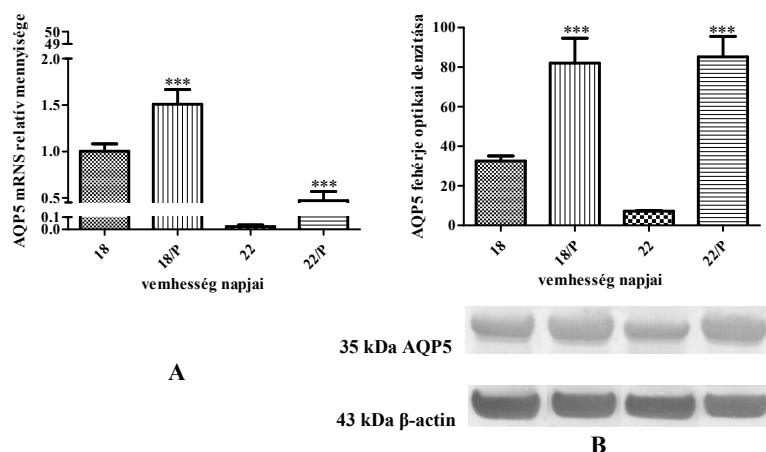 AQP5 mRNS relatív mennyisége
50
49
2.0
1.5
1.0
0.5
0.1
0.0
***
***
18
18/P
22
22/P
vemhesség napjai
A
AQP5 fehérje optikai denzitása
100
80
60
40
20
0
***
***
18
18/P
22
22/P
vemhesség napjai
35 kDa AQP5
43 kDa β-actin
B